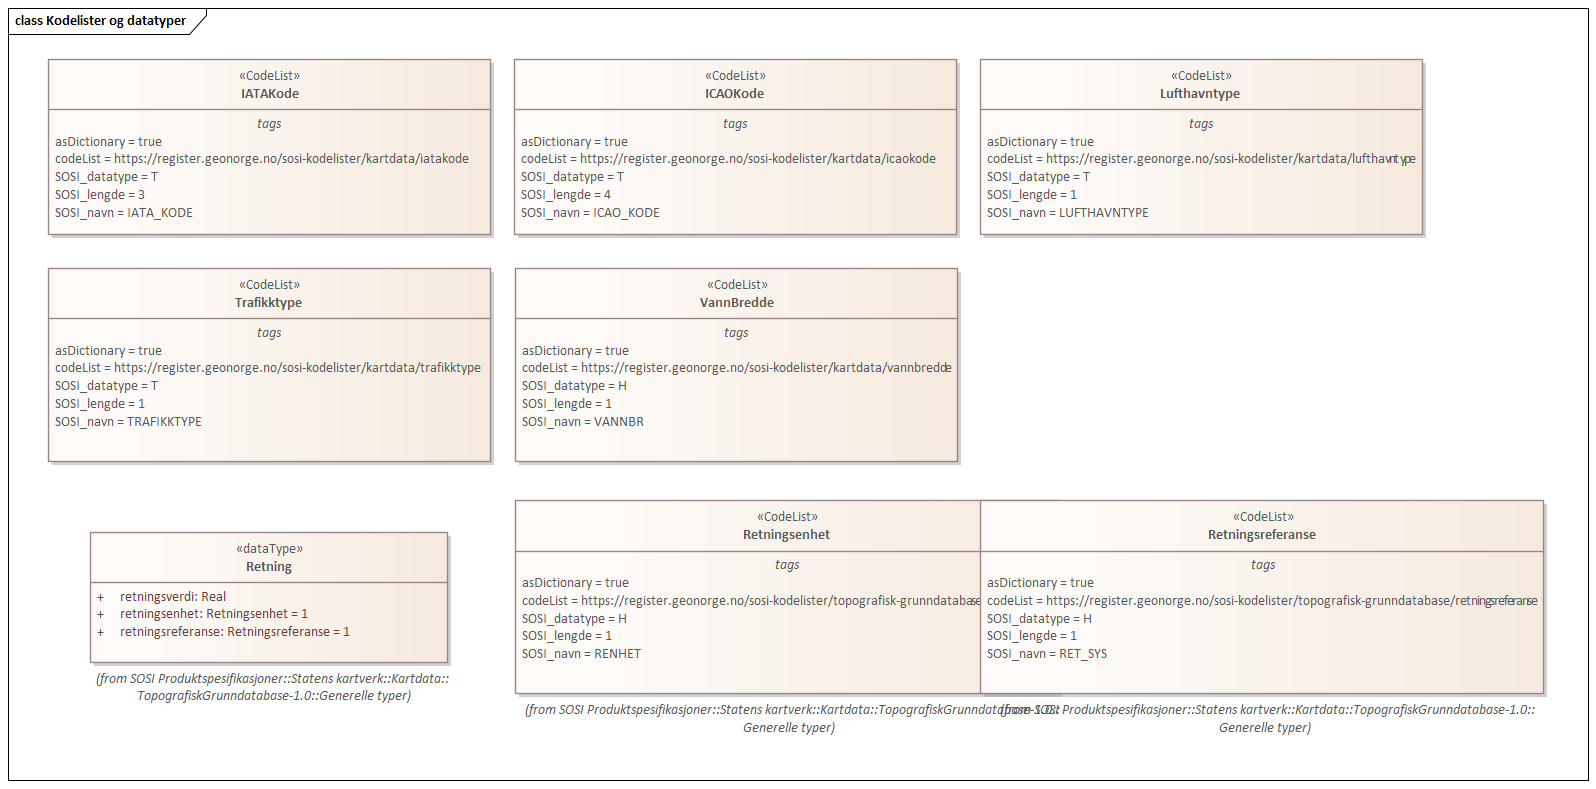 class Kodelister og datatyper
«CodeList»
IATAKode
tags
asDictionary = true
codeList = https://register.geonorge.no/sosi-kodelister/kartdata/iatakode
SOSI_datatype = T
SOSI_lengde = 3
SOSI_navn = IATA_KODE
«CodeList»
ICAOKode
tags
asDictionary = true
codeList = https://register.geonorge.no/sosi-kodelister/kartdata/icaokode
SOSI_datatype = T
SOSI_lengde = 4
SOSI_navn = ICAO_KODE
«CodeList»
Lufthavntype
tags
asDictionary = true
codeList = https://register.geonorge.no/sosi-kodelister/kartdata/lufthavntype
SOSI_datatype = T
SOSI_lengde = 1
SOSI_navn = LUFTHAVNTYPE
«CodeList»
Trafikktype
tags
asDictionary = true
codeList = https://register.geonorge.no/sosi-kodelister/kartdata/trafikktype
SOSI_datatype = T
SOSI_lengde = 1
SOSI_navn = TRAFIKKTYPE
«CodeList»
VannBredde
tags
asDictionary = true
codeList = https://register.geonorge.no/sosi-kodelister/kartdata/vannbredde
SOSI_datatype = H
SOSI_lengde = 1
SOSI_navn = VANNBR
«dataType»
Retning
+ retningsverdi: Real
+ retningsenhet: Retningsenhet = 1
+ retningsreferanse: Retningsreferanse = 1
(from SOSI Produktspesifikasjoner::Statens kartverk::Kartdata::
TopografiskGrunndatabase-1.0::Generelle typer)
«CodeList»
Retningsenhet
tags
asDictionary = true
codeList = https://register.geonorge.no/sosi-kodelister/topografisk-grunndatabase
SOSI_datatype = H
SOSI_lengde = 1
SOSI_navn = RENHET
(from SOSI Produktspesifikasjoner::Statens kartverk::Kartdata::TopografiskGrunndatabase-1.0::
Generelle typer)
«CodeList»
Retningsreferanse
tags
asDictionary = true
codeList = https://register.geonorge.no/sosi-kodelister/topografisk-grunndatabase/retningsreferanse
SOSI_datatype = H
SOSI_lengde = 1
SOSI_navn = RET_SYS
(from SOSI Produktspesifikasjoner::Statens kartverk::Kartdata::TopografiskGrunndatabase-1.0::
Generelle typer)